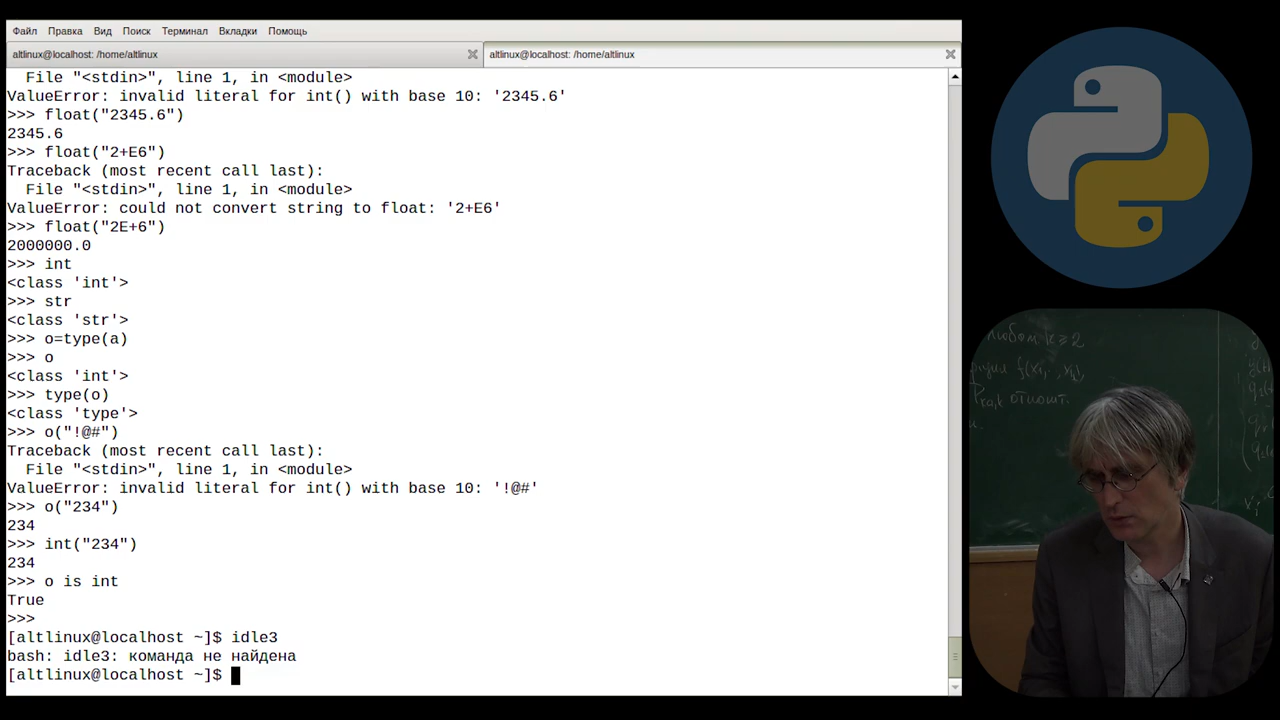 Файл Правка Вид Поиск Терминал Вкладки Помощь
altlinux@localhost: /home/altlinux
altlinux@localhost: /home/altlinux
File "<stdin>", line 1, in <module>
ValueError: invalid literal for int() with base 10: '2345.6'
>>> float("2345.6")
2345.6
>>> float("2+E6")
Traceback (most recent call last):
File "<stdin>", line 1, in <module>
ValueError: could not convert string to float: '2+E6'
>>> float("2E+6")
2000000.0
>>> int
<class 'int'>
>>> str
<class 'str'>
>>> o=type(a)
>>> o
<class 'int'>
>>> type(o)
<class 'type'>
>>> o("!@#")
Traceback (most recent call last):
File "<stdin>", line 1, in <module>
ValueError: invalid literal for int() with base 10: '!@#'
>>> o("234")
234
>>> int("234")
234
>>> o is int
True
>>>
[altlinux@localhost ~]$ idle3
bash: idle3: команда не найдена
[altlinux@localhost ~]$
любом k ≥ 2